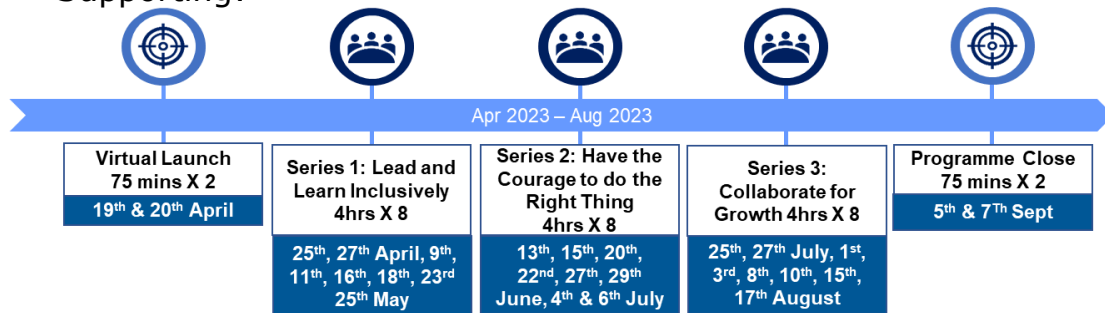 Supporting:
Apr 2023 – Aug 2023
Virtual Launch
75 mins X 2
19th & 20th April
Series 1: Lead and
Learn Inclusively
4hrs X 8
25th, 27th April, 9th,
11th, 16th, 18th, 23rd
25th May
Series 2: Have the
Courage to do the
Right Thing
4hrs X 8
13th, 15th, 20th,
22nd, 27th, 29th
June, 4th & 6th July
Series 3:
Collaborate for
Growth 4hrs X 8
25th, 27th July, 1st,
3rd, 8th, 10th, 15th,
17th August
Programme Close
75 mins X 2
5th & 7Th Sept